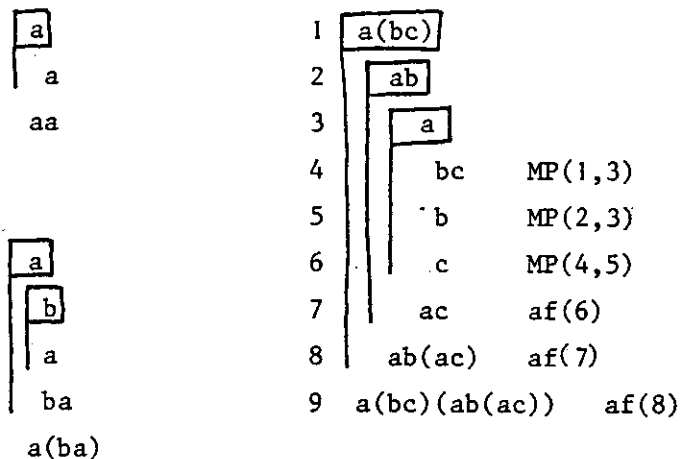 a
a
aa
a
b
a
ba
a(ba)
1 a(bc)
2 ab
3 a
4 bc MP(1,3)
5 b MP(2,3)
6 c MP(4,5)
7 ac af(6)
8 ab(ac) af(7)
9 a(bc)(ab(ac)) af(8)